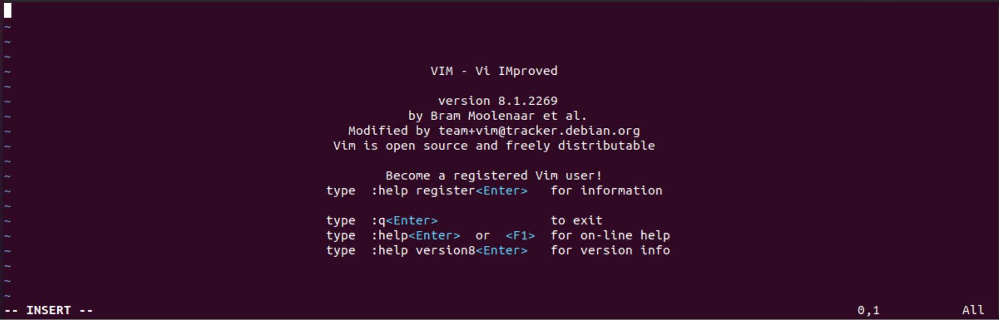 ~
~
~
~ VIM - Vi IMproved
~
~ version 8.1.2269
~ by Bram Moolenaar et al.
~ Modified by team+vim@tracker.debian.org
~ Vim is open source and freely distributable
~
~ Become a registered Vim user!
~ type :help register<Enter> for information
~
~ type :q<Enter> to exit
~ type :help<Enter> or <F1> for on-line help
~ type :help version8<Enter> for version info
~
~
~
-- INSERT -- 0,1 All